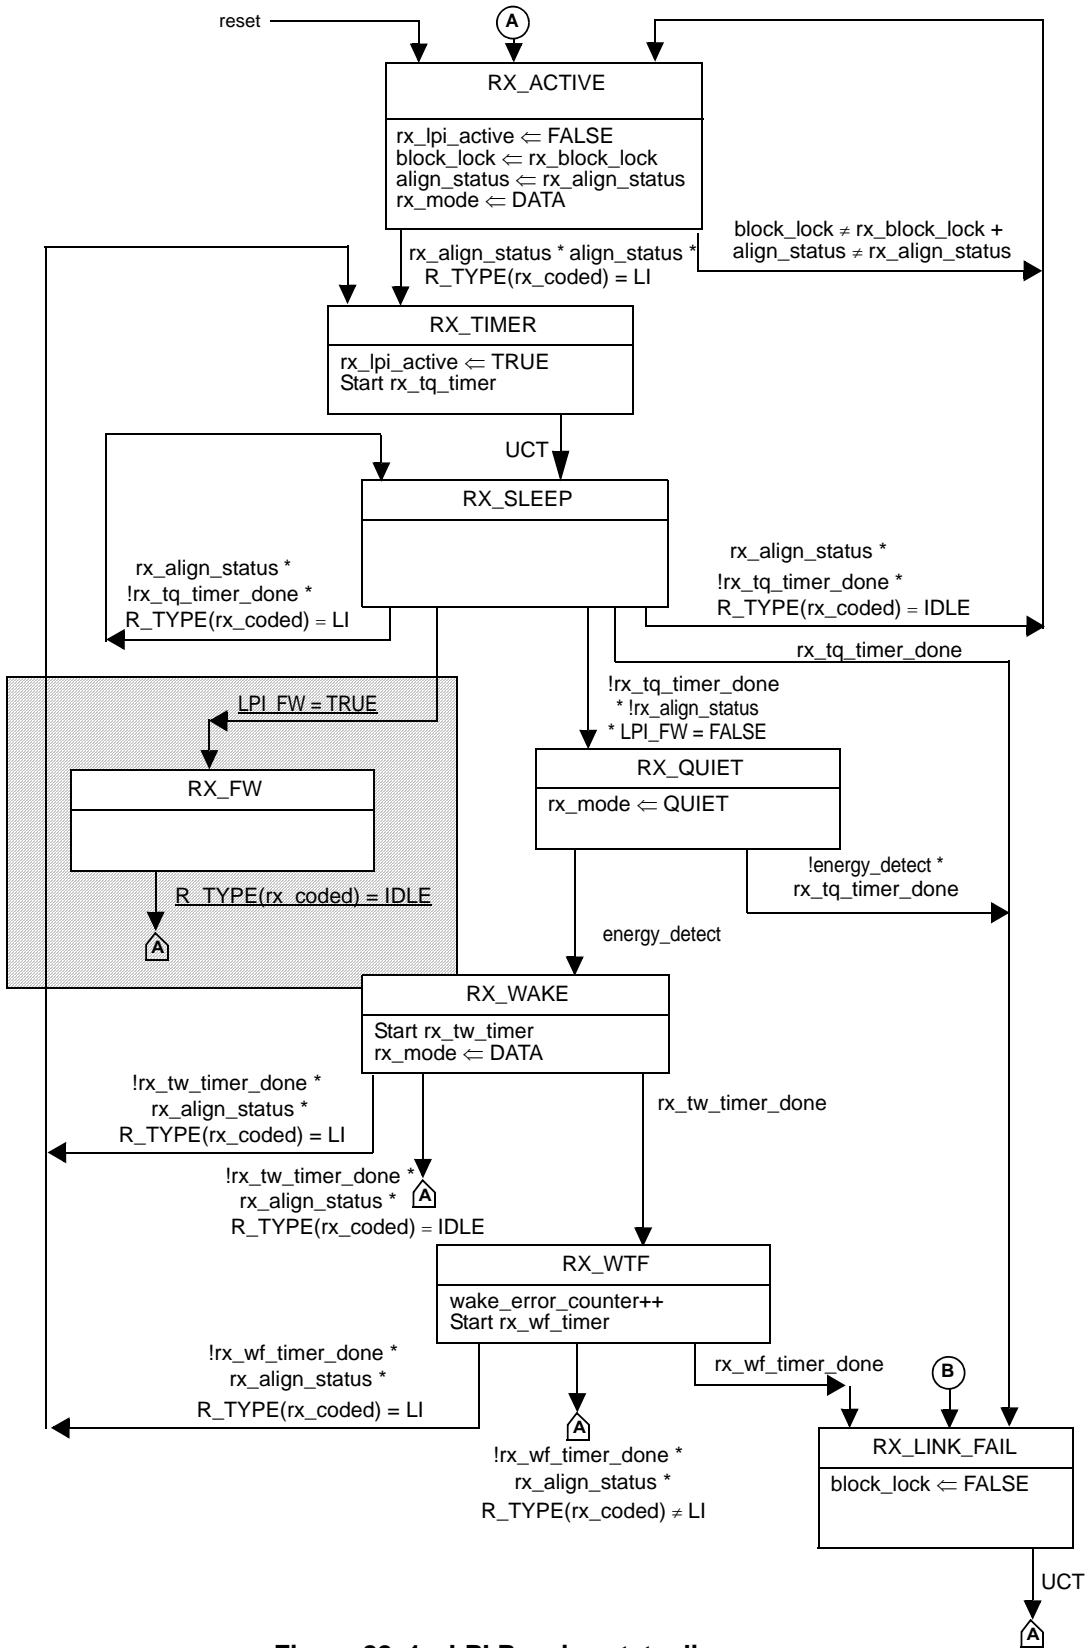 reset
A
RX_ACTIVE
rx_lpi_active ⇐ FALSE
block_lock ⇐ rx_block_lock
align_status ⇐ rx_align_status
rx_mode ⇐ DATA
block_lock ≠ rx_block_lock +
align_status ≠ rx_align_status
rx_align_status * align_status *
R_TYPE(rx_coded) = LI
RX_TIMER
rx_lpi_active ⇐ TRUE
Start rx_tq_timer
UCT
RX_SLEEP
rx_align_status *
!rx_tq_timer_done *
R_TYPE(rx_coded) = LI
rx_align_status *
!rx_tq_timer_done *
R_TYPE(rx_coded) = IDLE
rx_tq_timer_done
LPI_FW = TRUE
!rx_tq_timer_done
* !rx_align_status
* LPI_FW = FALSE
RX_FW
RX_QUIET
rx_mode ⇐ QUIET
R_TYPE(rx_coded) = IDLE
A
!energy_detect *
rx_tq_timer_done
energy_detect
RX_WAKE
Start rx_tw_timer
rx_mode ⇐ DATA
!rx_tw_timer_done *
rx_align_status *
R_TYPE(rx_coded) = LI
rx_tw_timer_done
!rx_tw_timer_done *
rx_align_status *
R_TYPE(rx_coded) = IDLE
A
RX_WTF
wake_error_counter++
Start rx_wf_timer
!rx_wf_timer_done *
rx_align_status *
R_TYPE(rx_coded) = LI
rx_wf_timer_done
B
A
!rx_wf_timer_done *
rx_align_status *
R_TYPE(rx_coded) ≠ LI
RX_LINK_FAIL
block_lock ⇐ FALSE
UCT
A